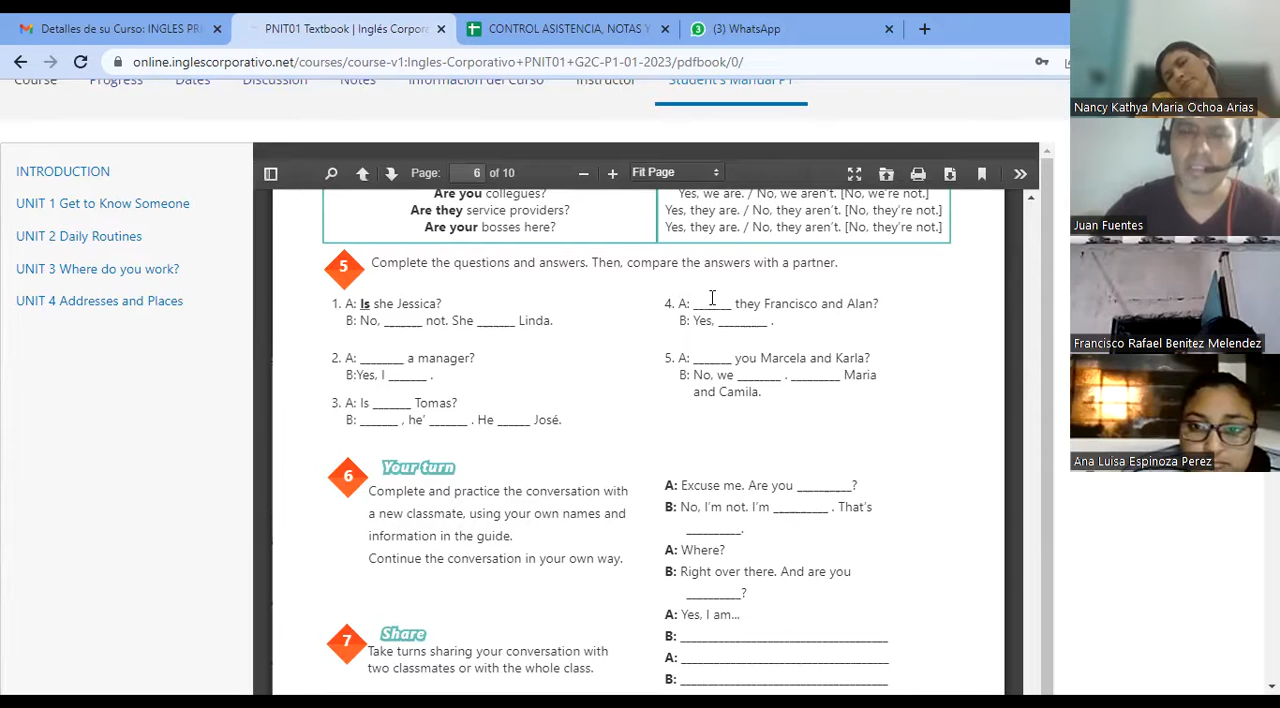 Detalles de su Curso: INGLES PRI
PNIT01 Textbook | Inglés Corpora
CONTROL ASISTENCIA, NOTAS Y
(3) WhatsApp
online.inglescorporativo.net/courses/course-v1:Ingles-Corporativo+PNIT01+G2C-P1-01-2023/pdfbook/0/
Course Progress Dates Discussion Notes Información del Curso Instructor Student's Manual P1
INTRODUCTION
UNIT 1 Get to Know Someone
UNIT 2 Daily Routines
UNIT 3 Where do you work?
UNIT 4 Addresses and Places
Page: 6 of 10
Fit Page
Are you collegues? Yes, we are. / No, we aren't. [No, we're not.]
Are they service providers? Yes, they are. / No, they aren't. [No, they're not.]
Are your bosses here? Yes, they are. / No, they aren't. [No, they're not.]
5 Complete the questions and answers. Then, compare the answers with a partner.
1. A: Is she Jessica?
B: No, _______ not. She _______ Linda.
2. A: ________ a manager?
B:Yes, I _______ .
3. A: Is _______ Tomas?
B: _______ , he' _______ . He ______ José.
4. A: _______ they Francisco and Alan?
B: Yes, _________ .
5. A: _______ you Marcela and Karla?
B: No, we ________ . _________ Maria
and Camila.
6 Your turn
Complete and practice the conversation with
a new classmate, using your own names and
information in the guide.
Continue the conversation in your own way.
A: Excuse me. Are you __________?
B: No, I'm not. I'm __________ . That's
__________.
A: Where?
B: Right over there. And are you
__________?
A: Yes, I am...
B: ______________________________________
A: ______________________________________
B: ______________________________________
7 Share
Take turns sharing your conversation with
two classmates or with the whole class.
Nancy Kathya Maria Ochoa Arias
Juan Fuentes
Francisco Rafael Benitez Melendez
Ana Luisa Espinoza Perez